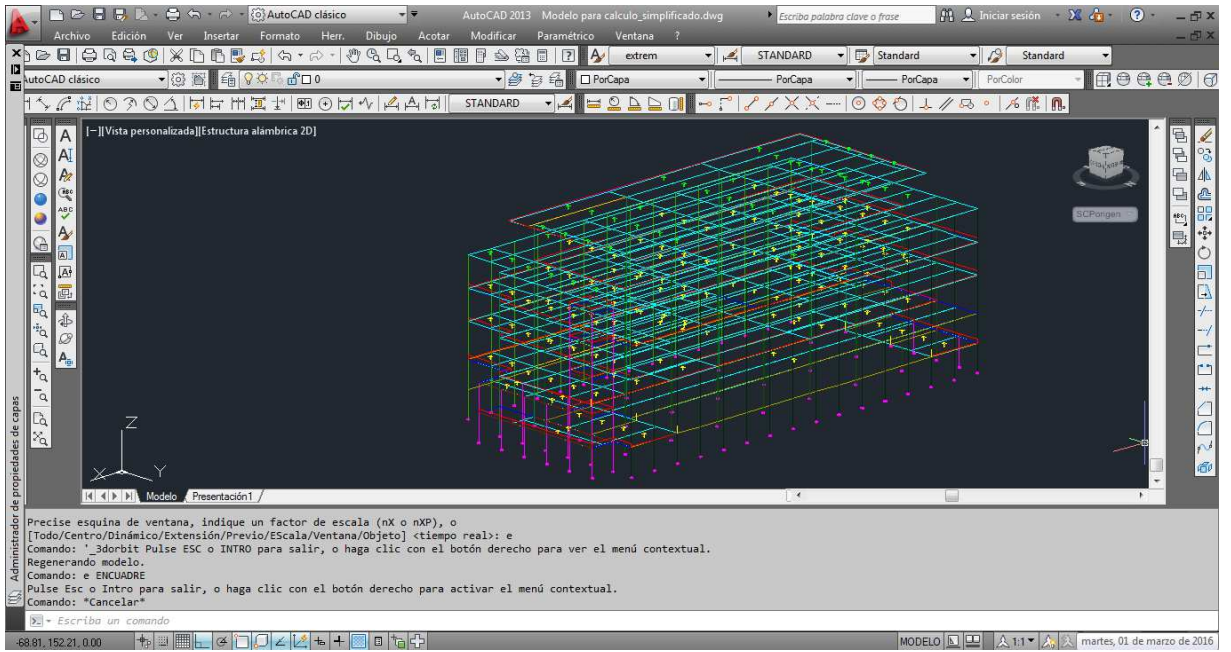 AutoCAD clásico
AutoCAD 2013 Modelo para calculo_simplificado.dwg
Escriba palabra clave o frase
Iniciar sesión
Archivo Edición Ver Insertar Formato Herr. Dibujo Acotar Modificar Paramétrico Ventana ?
extrem STANDARD Standard Standard
AutoCAD clásico 0 PorCapa PorCapa PorCapa PorColor
STANDARD
[−][Vista personalizada][Estructura alámbrica 2D]
Z
X Y
Modelo Presentación1
Administrador de propiedades de capas
Precise esquina de ventana, indique un factor de escala (nX o nXP), o
[Todo/Centro/Dinámico/Extensión/Previo/EScala/Ventana/Objeto] <tiempo real>: e
Comando: '_3dorbit Pulse ESC o INTRO para salir, o haga clic con el botón derecho para ver el menú contextual.
Regenerando modelo.
Comando: e ENCUADRE
Pulse Esc o Intro para salir, o haga clic con el botón derecho para activar el menú contextual.
Comando: *Cancelar*
Escriba un comando
-68.81, 152.21, 0.00
MODELO 1:1 martes, 01 de marzo de 2016